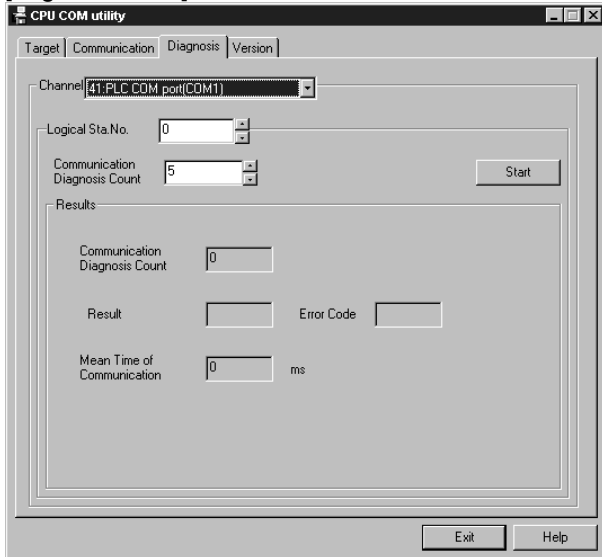 CPU COM utility
Target Communication Diagnosis Version
Channel 41:PLC COM port(COM1)
Logical Sta.No. 0
Communication
Diagnosis Count 5
Start
Results
Communication
Diagnosis Count 0
Result Error Code
Mean Time of
Communication 0 ms
Exit Help